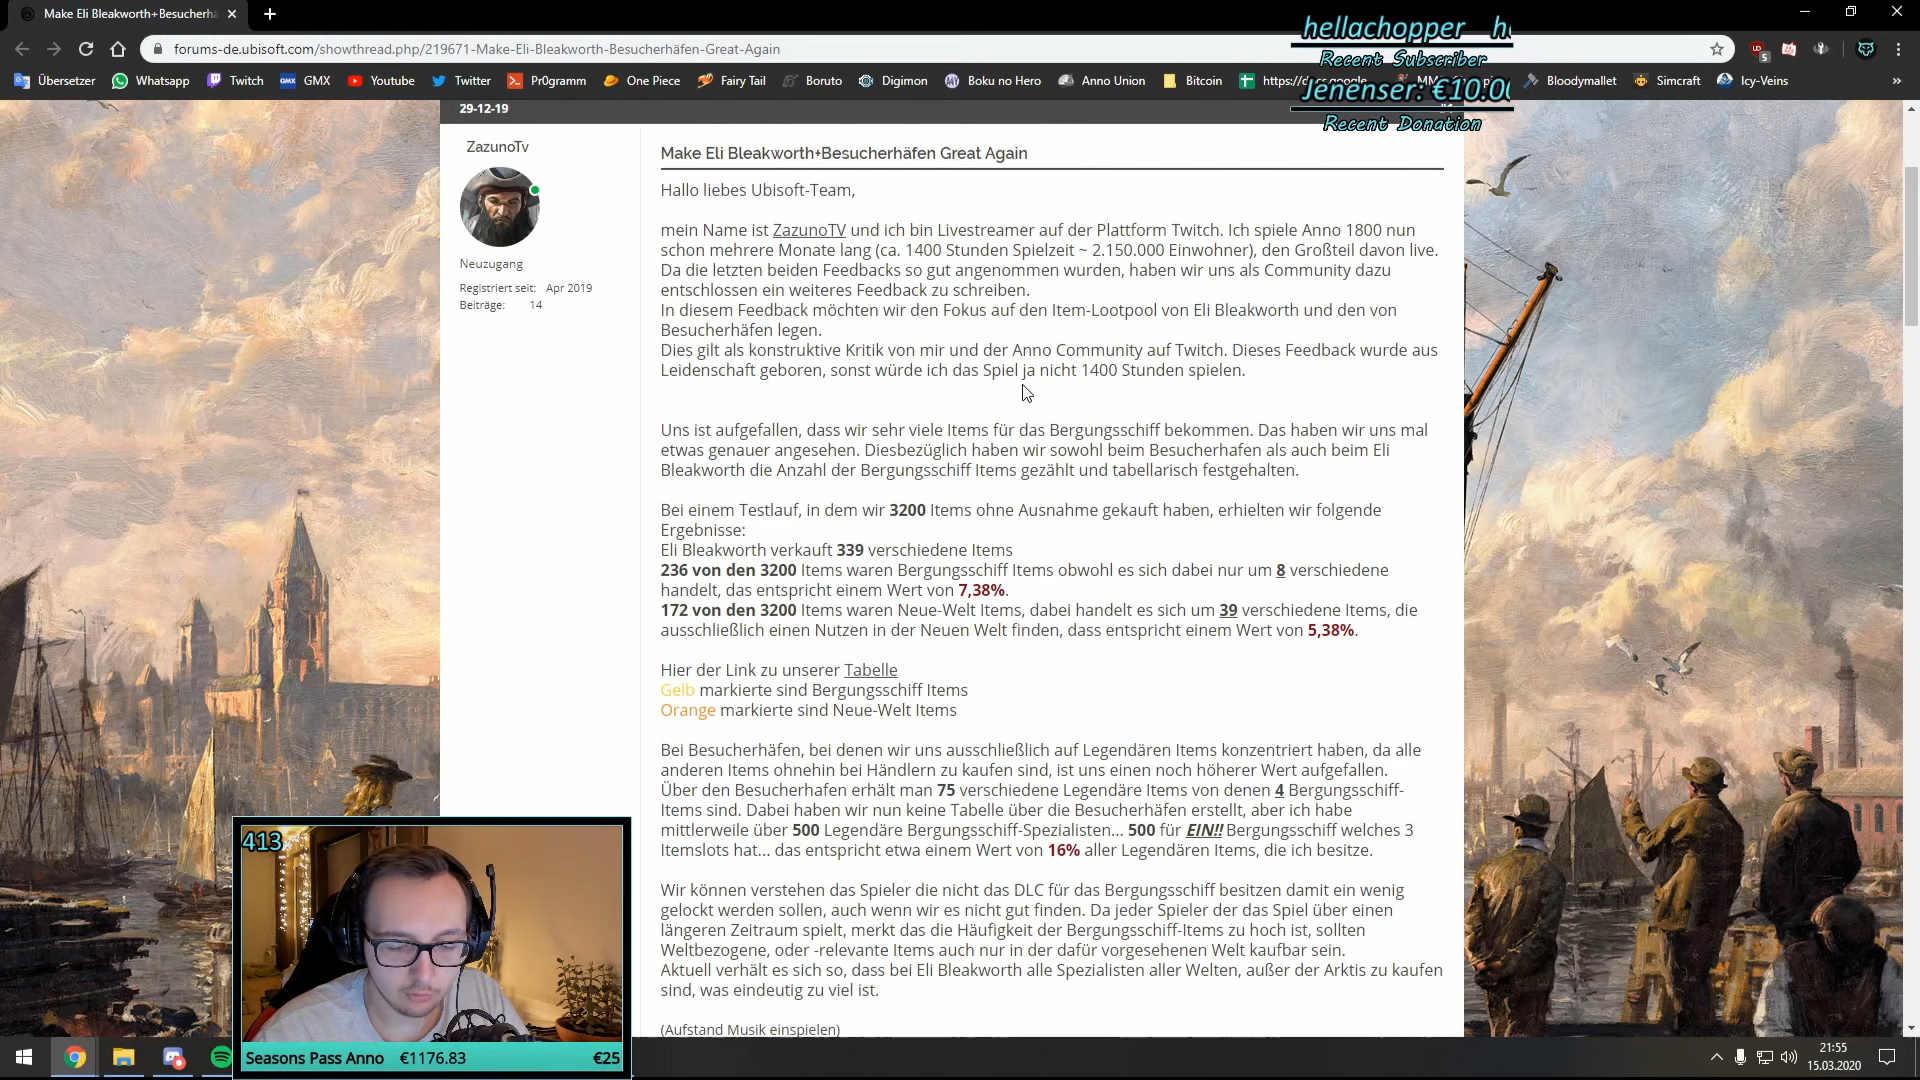 Make Eli Bleakworth+Besucherhä
forums-de.ubisoft.com/showthread.php/219671-Make-Eli-Bleakworth-Besucherhäfen-Great-Again
Übersetzer
Whatsapp
Twitch
GMX
Youtube
Twitter
Pr0gramm
One Piece
Fairy Tail
Boruto
Digimon
Boku no Hero
Anno Union
Bitcoin
Bloodymallet
Simcraft
Icy-Veins
hellachopper
Recent Subscriber
Jenenser: €10.0
Recent Donation
29-12-19
ZazunoTv
Neuzugang
Registriert seit: Apr 2019
Beiträge: 14
Make Eli Bleakworth+Besucherhäfen Great Again
Hallo liebes Ubisoft-Team,
mein Name ist ZazunoTV und ich bin Livestreamer auf der Plattform Twitch. Ich spiele Anno 1800 nun
schon mehrere Monate lang (ca. 1400 Stunden Spielzeit ~ 2.150.000 Einwohner), den Großteil davon live.
Da die letzten beiden Feedbacks so gut angenommen wurden, haben wir uns als Community dazu
entschlossen ein weiteres Feedback zu schreiben.
In diesem Feedback möchten wir den Fokus auf den Item-Lootpool von Eli Bleakworth und den von
Besucherhäfen legen.
Dies gilt als konstruktive Kritik von mir und der Anno Community auf Twitch. Dieses Feedback wurde aus
Leidenschaft geboren, sonst würde ich das Spiel ja nicht 1400 Stunden spielen.
Uns ist aufgefallen, dass wir sehr viele Items für das Bergungsschiff bekommen. Das haben wir uns mal
etwas genauer angesehen. Diesbezüglich haben wir sowohl beim Besucherhafen als auch beim Eli
Bleakworth die Anzahl der Bergungsschiff Items gezählt und tabellarisch festgehalten.
Bei einem Testlauf, in dem wir 3200 Items ohne Ausnahme gekauft haben, erhielten wir folgende
Ergebnisse:
Eli Bleakworth verkauft 339 verschiedene Items
236 von den 3200 Items waren Bergungsschiff Items obwohl es sich dabei nur um 8 verschiedene
handelt, das entspricht einem Wert von 7,38%.
172 von den 3200 Items waren Neue-Welt Items, dabei handelt es sich um 39 verschiedene Items, die
ausschließlich einen Nutzen in der Neuen Welt finden, dass entspricht einem Wert von 5,38%.
Hier der Link zu unserer Tabelle
Gelb markierte sind Bergungsschiff Items
Orange markierte sind Neue-Welt Items
Bei Besucherhäfen, bei denen wir uns ausschließlich auf Legendären Items konzentriert haben, da alle
anderen Items ohnehin bei Händlern zu kaufen sind, ist uns einen noch höherer Wert aufgefallen.
Über den Besucherhafen erhält man 75 verschiedene Legendäre Items von denen 4 Bergungsschiff-
Items sind. Dabei haben wir nun keine Tabelle über die Besucherhäfen erstellt, aber ich habe
mittlerweile über 500 Legendäre Bergungsschiff-Spezialisten... 500 für EIN!! Bergungsschiff welches 3
Itemslots hat... das entspricht etwa einem Wert von 16% aller Legendären Items, die ich besitze.
Wir können verstehen das Spieler die nicht das DLC für das Bergungsschiff besitzen damit ein wenig
gelockt werden sollen, auch wenn wir es nicht gut finden. Da jeder Spieler der das Spiel über einen
längeren Zeitraum spielt, merkt das die Häufigkeit der Bergungsschiff-Items zu hoch ist, sollten
Weltbezogene, oder -relevante Items auch nur in der dafür vorgesehenen Welt kaufbar sein.
Aktuell verhält es sich so, dass bei Eli Bleakworth alle Spezialisten aller Welten, außer der Arktis zu kaufen
sind, was eindeutig zu viel ist.
(Aufstand Musik einspielen)
413
Seasons Pass Anno €1176.83 €25
21:55
15.03.2020